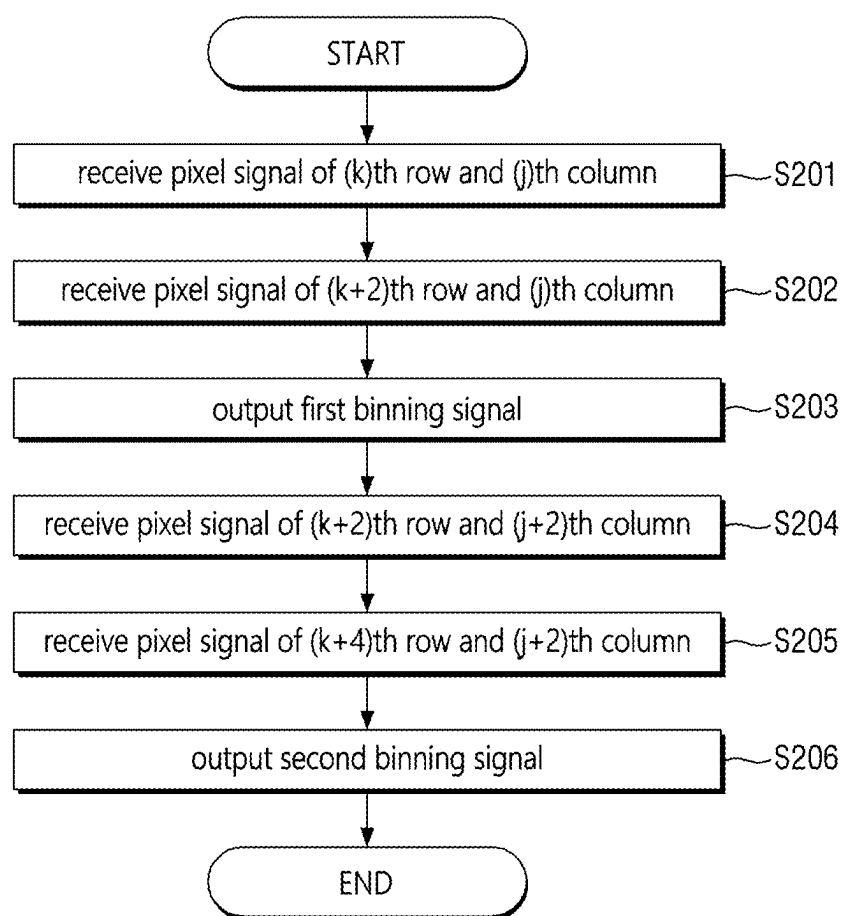 START
receive pixel signal of (k)th row and (j)th column
S201
receive pixel signal of (k+2)th row and (j)th column
S202
output first binning signal
S203
receive pixel signal of (k+2)th row and (j+2)th column
S204
receive pixel signal of (k+4)th row and (j+2)th column
S205
output second binning signal
S206
END